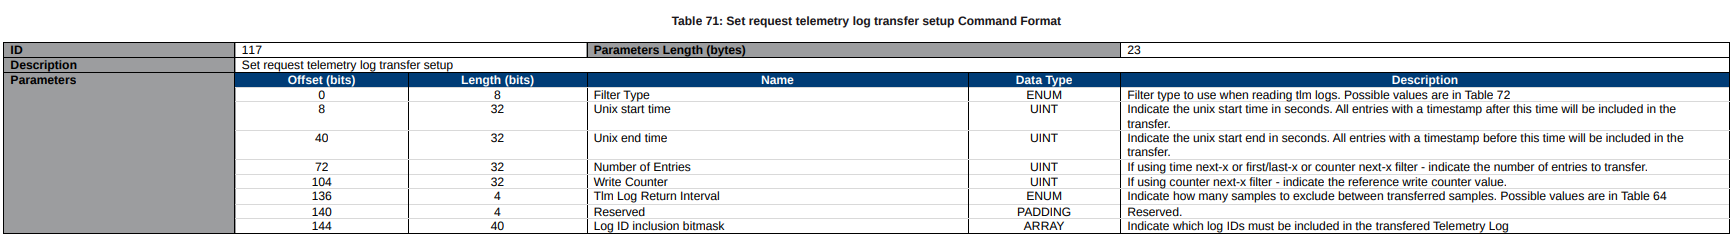 Table 71: Set request telemetry log transfer setup Command Format
ID 117 Parameters Length (bytes) 23
Description Set request telemetry log transfer setup
Parameters Offset (bits) Length (bits) Name Data Type Description
0 8 Filter Type ENUM Filter type to use when reading tlm logs. Possible values are in Table 72
8 32 Unix start time UINT Indicate the unix start time in seconds. All entries with a timestamp after this time will be included in the
transfer.
40 32 Unix end time UINT Indicate the unix start end in seconds. All entries with a timestamp before this time will be included in the
transfer.
72 32 Number of Entries UINT If using time next-x or first/last-x or counter next-x filter - indicate the number of entries to transfer.
104 32 Write Counter UINT If using counter next-x filter - indicate the reference write counter value.
136 4 Tlm Log Return Interval ENUM Indicate how many samples to exclude between transferred samples. Possible values are in Table 64
140 4 Reserved PADDING Reserved.
144 40 Log ID inclusion bitmask ARRAY Indicate which log IDs must be included in the transfered Telemetry Log